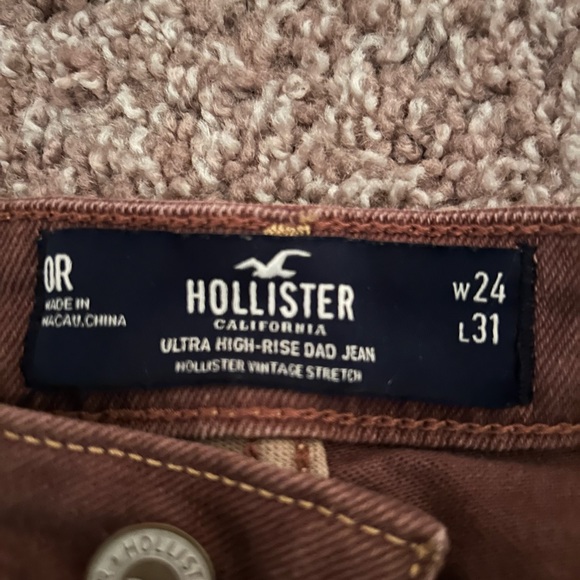 0R
MADE IN
MACAU,CHINA
HOLLISTER
CALIFORNIA
ULTRA HIGH-RISE DAD JEAN
HOLLISTER VINTAGE STRETCH
W24
L31
HOLLISTER